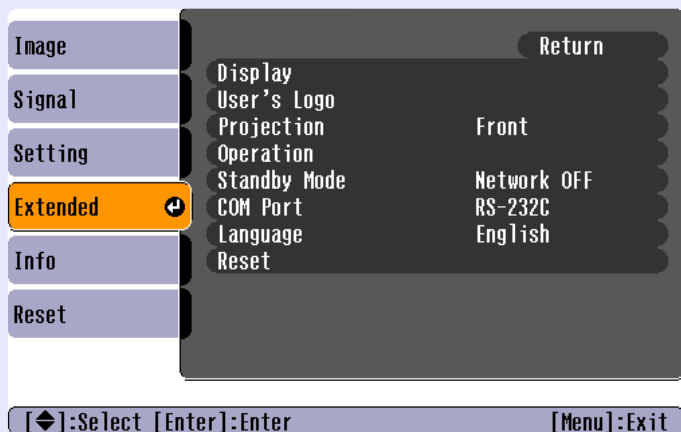 Image
Signal
Setting
Extended
Info
Reset
Return
Display
User's Logo
Projection Front
Operation
Standby Mode Network OFF
COM Port RS-232C
Language English
Reset
[◆]:Select [Enter]:Enter [Menu]:Exit